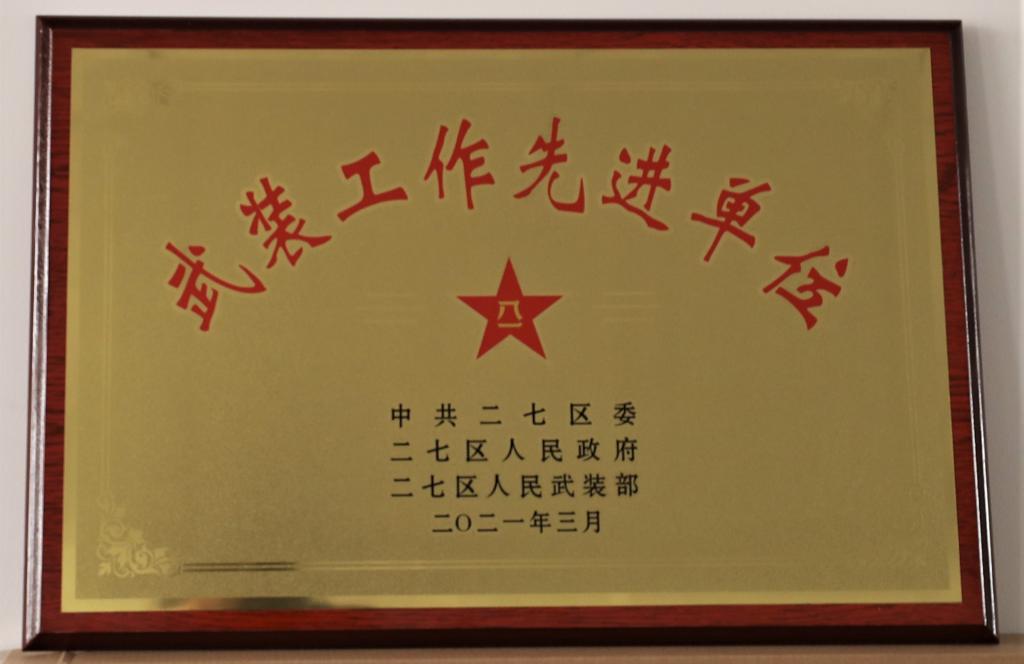 武装工作先进单位
八一
中共二七区委
二七区人民政府
二七区人民武装部
二〇二一年三月